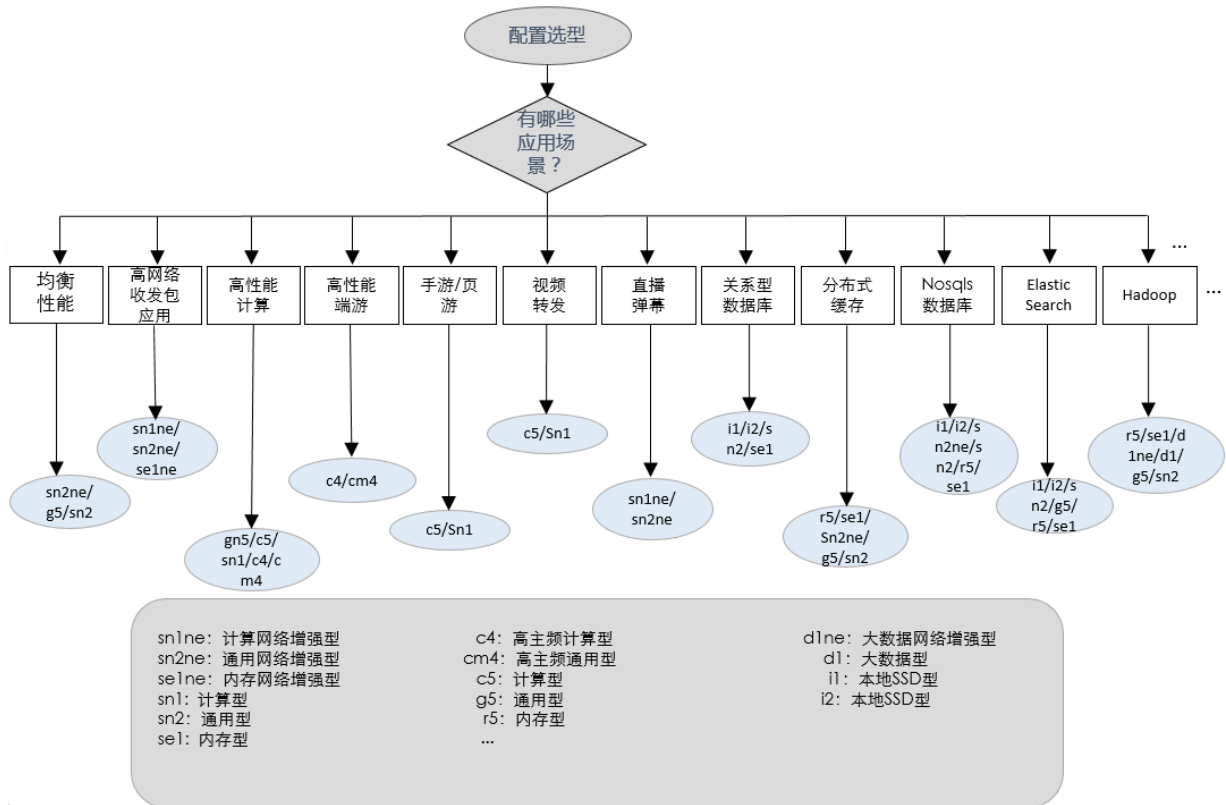 配置选型
有哪些
应用场
景？
...
均衡
性能
高网络
收发包
应用
高性能
计算
高性能
端游
手游/页
游
视频
转发
直播
弹幕
关系型
数据库
分布式
缓存
Nosqls
数据库
Elastic
Search
Hadoop
...
sn2ne/
g5/sn2
sn1ne/
sn2ne/
se1ne
gn5/c5/
sn1/c4/c
m4
c4/cm4
c5/Sn1
c5/Sn1
sn1ne/
sn2ne
i1/i2/s
n2/se1
r5/se1/
Sn2ne/
g5/sn2
i1/i2/s
n2ne/s
n2/r5/
se1
i1/i2/s
n2/g5/
r5/se1
r5/se1/d
1ne/d1/
g5/sn2
sn1ne：计算网络增强型
sn2ne：通用网络增强型
se1ne：内存网络增强型
sn1：计算型
sn2：通用型
se1：内存型
c4：高主频计算型
cm4：高主频通用型
c5：计算型
g5：通用型
r5：内存型
...
d1ne：大数据网络增强型
d1：大数据型
i1：本地SSD型
i2：本地SSD型